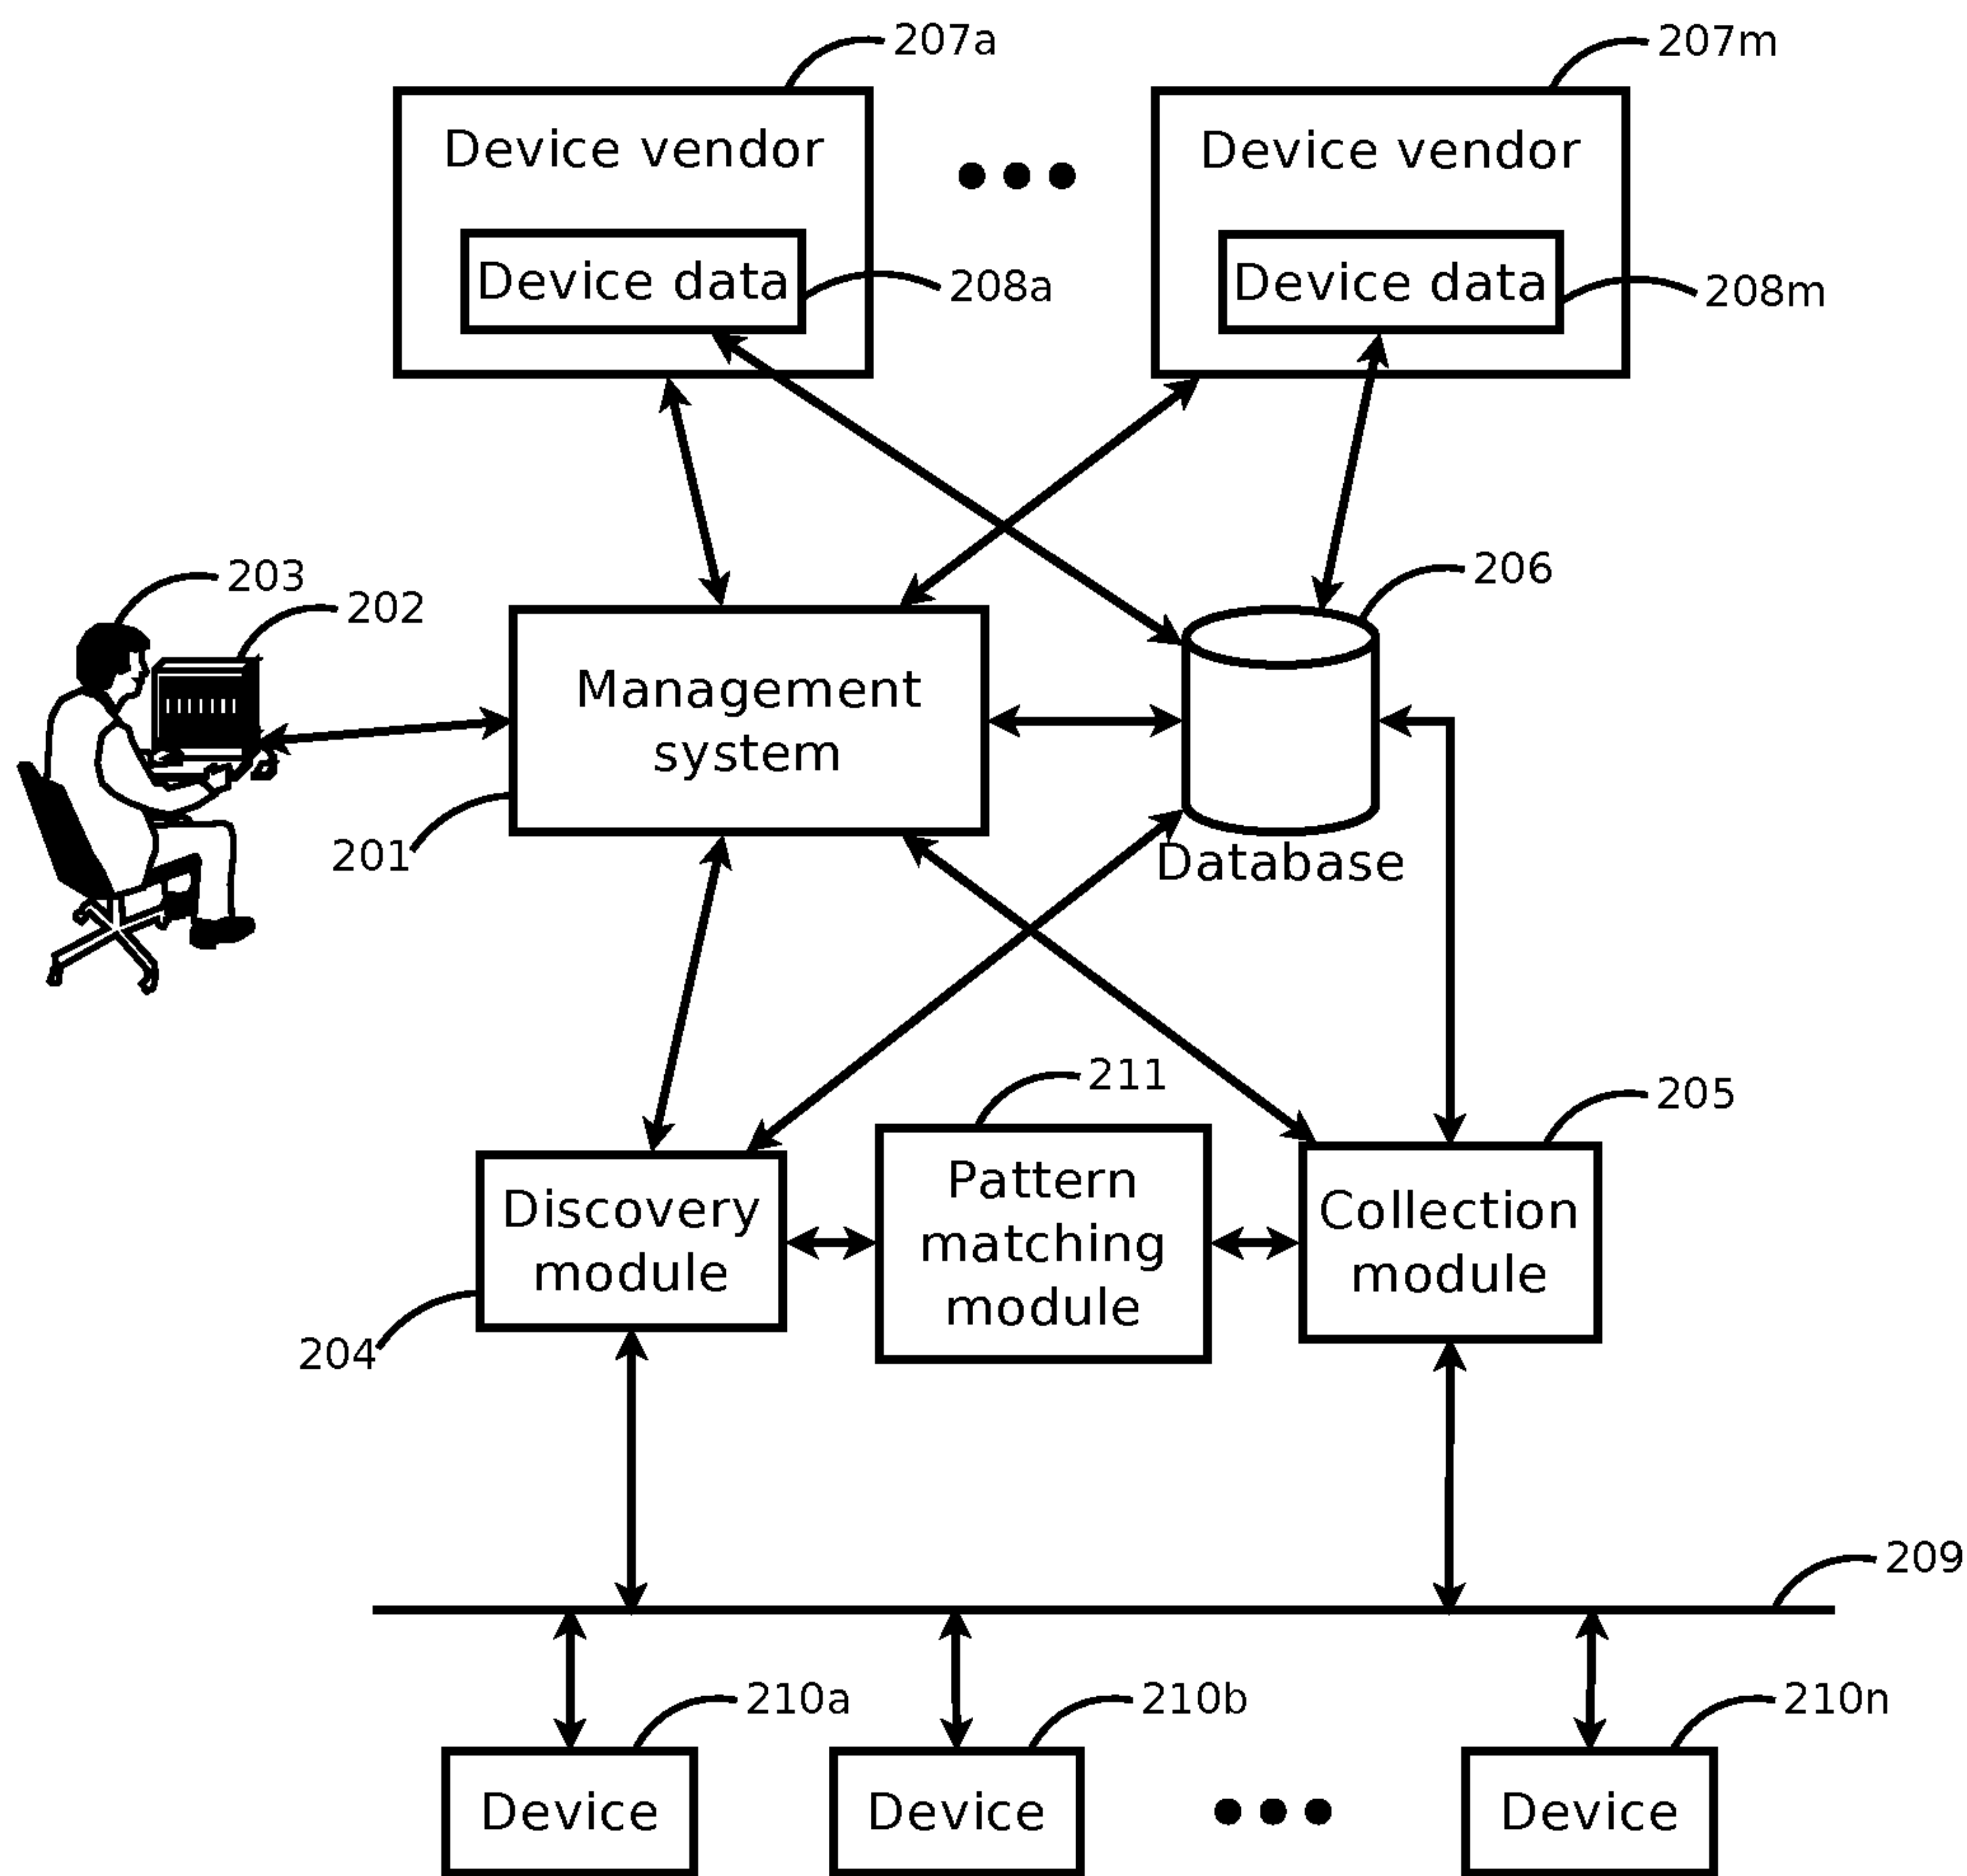 207a
207m
Device vendor
Device vendor
Device data
Device data
208a
208m
203
202
206
Management
system
201
Database
211
205
Pattern
matching
module
Discovery
module
Collection
module
204
209
210a
210b
210n
Device
Device
Device